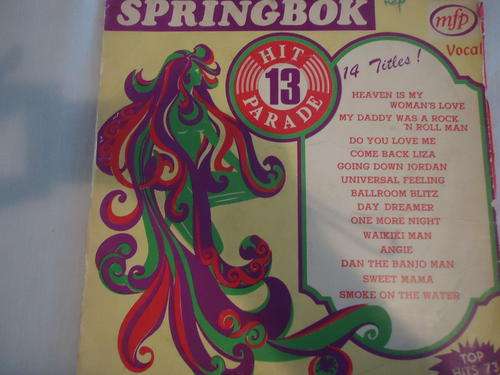 SPRINGBOK
HIT
13
PARADE
mfp
Vocal
14 Titles!
HEAVEN IS MY
WOMAN'S LOVE
MY DADDY WAS A ROCK
'N ROLL MAN
DO YOU LOVE ME
COME BACK LIZA
GOING DOWN JORDAN
UNIVERSAL FEELING
BALLROOM BLITZ
DAY DREAMER
ONE MORE NIGHT
WAIKIKI MAN
ANGIE
DAN THE BANJO MAN
SWEET MAMA
SMOKE ON THE WATER
TOP
HITS 73